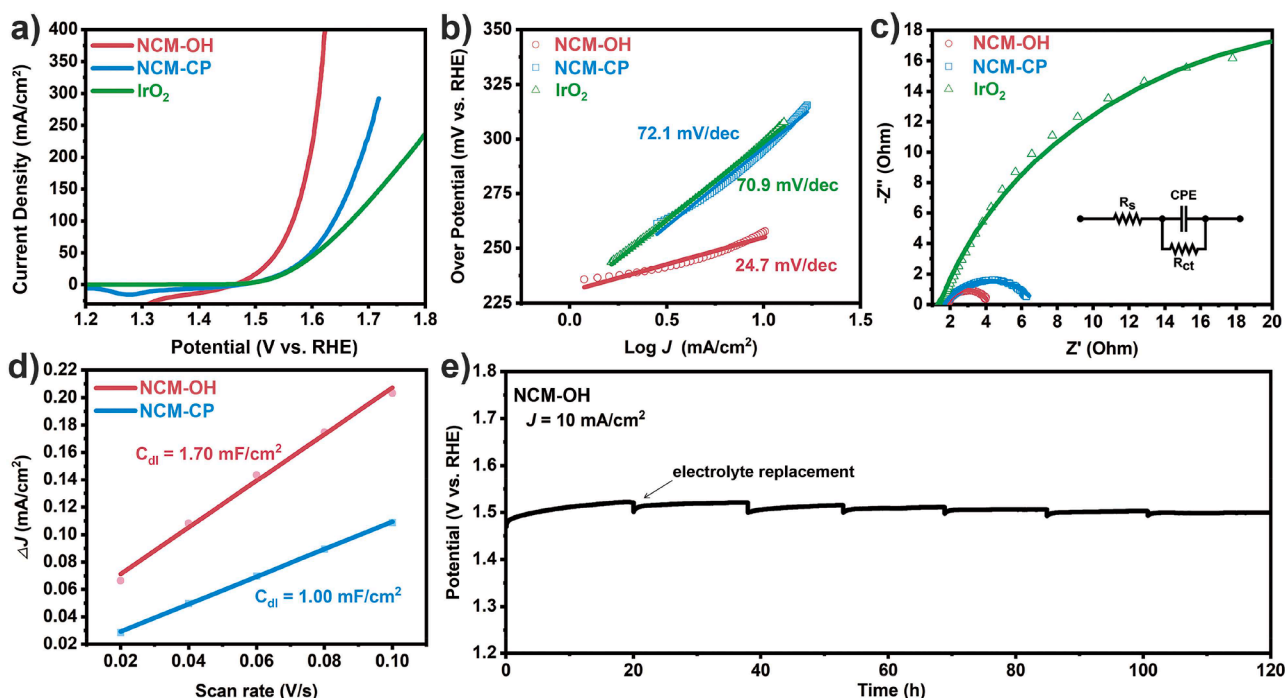 a)
NCM-OH
NCM-CP
IrO₂
400
350
300
250
200
150
100
50
0
1.2 1.3 1.4 1.5 1.6 1.7 1.8
Current Density (mA/cm²)
Potential (V vs. RHE)
b)
NCM-OH
NCM-CP
IrO₂
72.1 mV/dec
70.9 mV/dec
24.7 mV/dec
350
325
300
275
250
225
0.0 0.5 1.0 1.5
Over Potential (mV vs. RHE)
Log J (mA/cm²)
c)
NCM-OH
NCM-CP
IrO₂
18
16
14
12
10
8
6
4
2
0
2 4 6 8 10 12 14 16 18 20
-Z'' (Ohm)
Z' (Ohm)
Rs
CPE
Rct
d)
NCM-OH
NCM-CP
Cdl = 1.70 mF/cm²
Cdl = 1.00 mF/cm²
0.22
0.20
0.18
0.16
0.14
0.12
0.10
0.08
0.06
0.04
0.02
0.02 0.04 0.06 0.08 0.10
ΔJ (mA/cm²)
Scan rate (V/s)
e)
NCM-OH
J = 10 mA/cm²
electrolyte replacement
1.8
1.7
1.6
1.5
1.4
1.3
1.2
0 20 40 60 80 100 120
Potential (V vs. RHE)
Time (h)